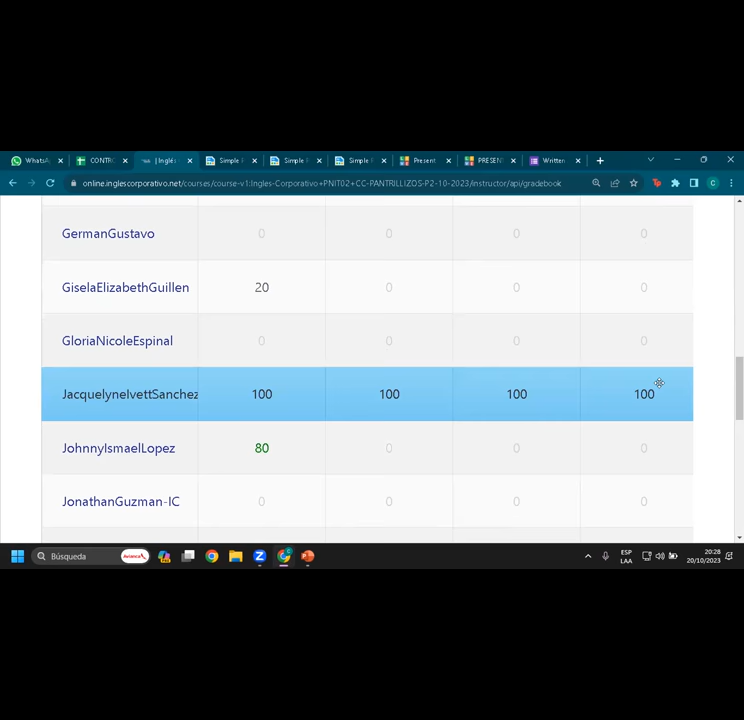 WhatsA
CONTRO
| Inglés -
Simple P
Simple P
Simple P
Present
PRESEN
Written
online.inglescorporativo.net/courses/course-v1:Ingles-Corporativo+PNIT02+CC-PANTRILLIZOS-P2-10-2023/instructor/api/gradebook
C
GermanGustavo 0 0 0 0
GiselaElizabethGuillen 20 0 0 0
GloriaNicoleEspinal 0 0 0 0
JacquelyneIvettSanchez 100 100 100 100
JohnnyIsmaelLopez 80 0 0 0
JonathanGuzman-IC 0 0 0 0
Búsqueda
Avianca
ESP
LAA
20:28
20/10/2023